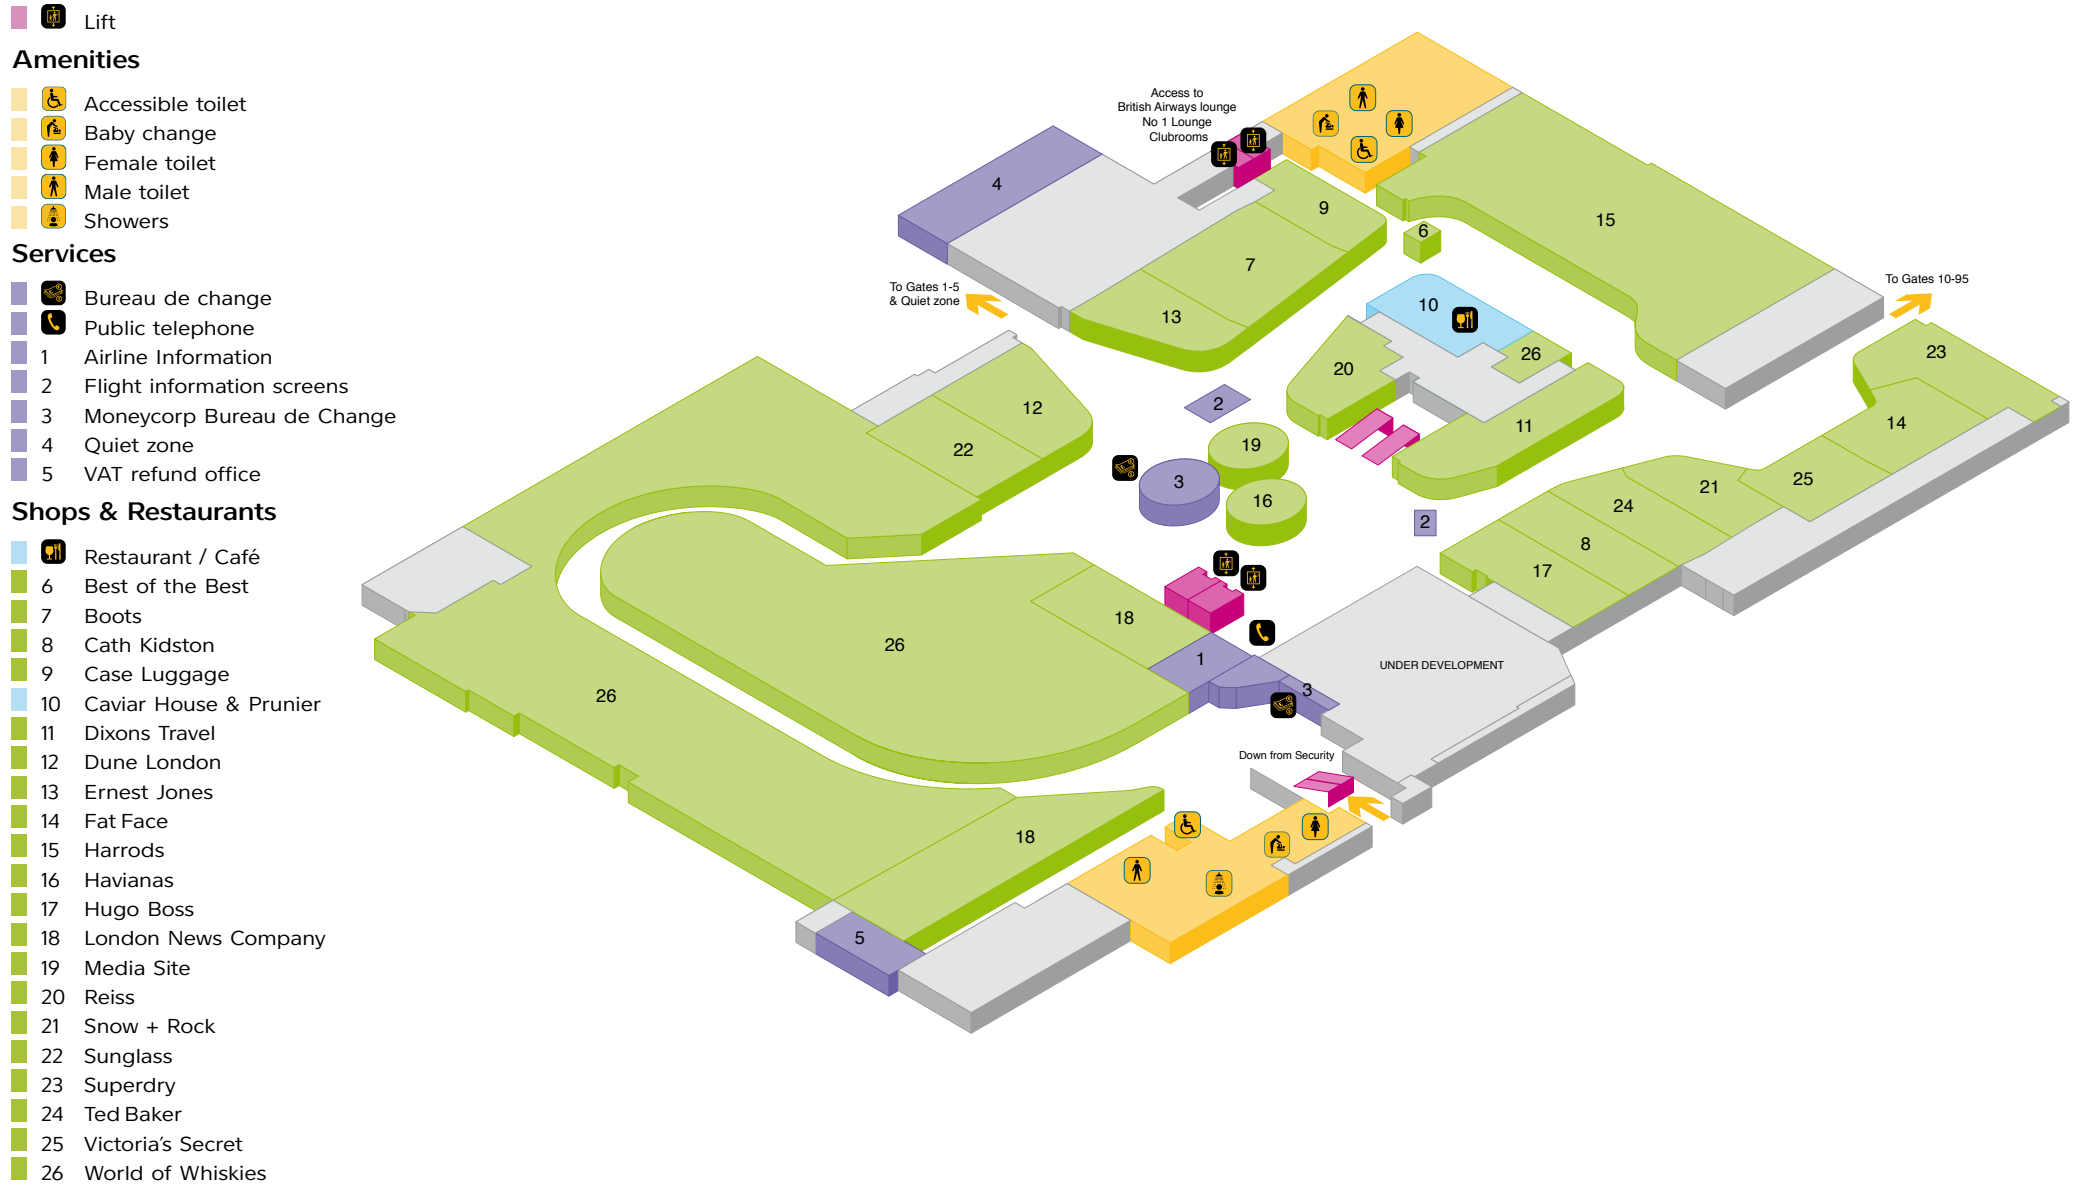 Lift
Amenities
Accessible toilet
Baby change
Female toilet
Male toilet
Showers
Services
Bureau de change
Public telephone
1 Airline Information
2 Flight information screens
3 Moneycorp Bureau de Change
4 Quiet zone
5 VAT refund office
Shops & Restaurants
Restaurant / Café
6 Best of the Best
7 Boots
8 Cath Kidston
9 Case Luggage
10 Caviar House & Prunier
11 Dixons Travel
12 Dune London
13 Ernest Jones
14 Fat Face
15 Harrods
16 Havianas
17 Hugo Boss
18 London News Company
19 Media Site
20 Reiss
21 Snow + Rock
22 Sunglass
23 Superdry
24 Ted Baker
25 Victoria's Secret
26 World of Whiskies
Access to
British Airways lounge
No 1 Lounge
Clubrooms
4
9
15
6
7
To Gates 1-5
& Quiet zone
To Gates 10-95
10
13
26
23
20
12
2
14
11
19
22
3
25
21
16
24
2
8
17
18
26
1
UNDER DEVELOPMENT
3
26
Down from Security
18
5